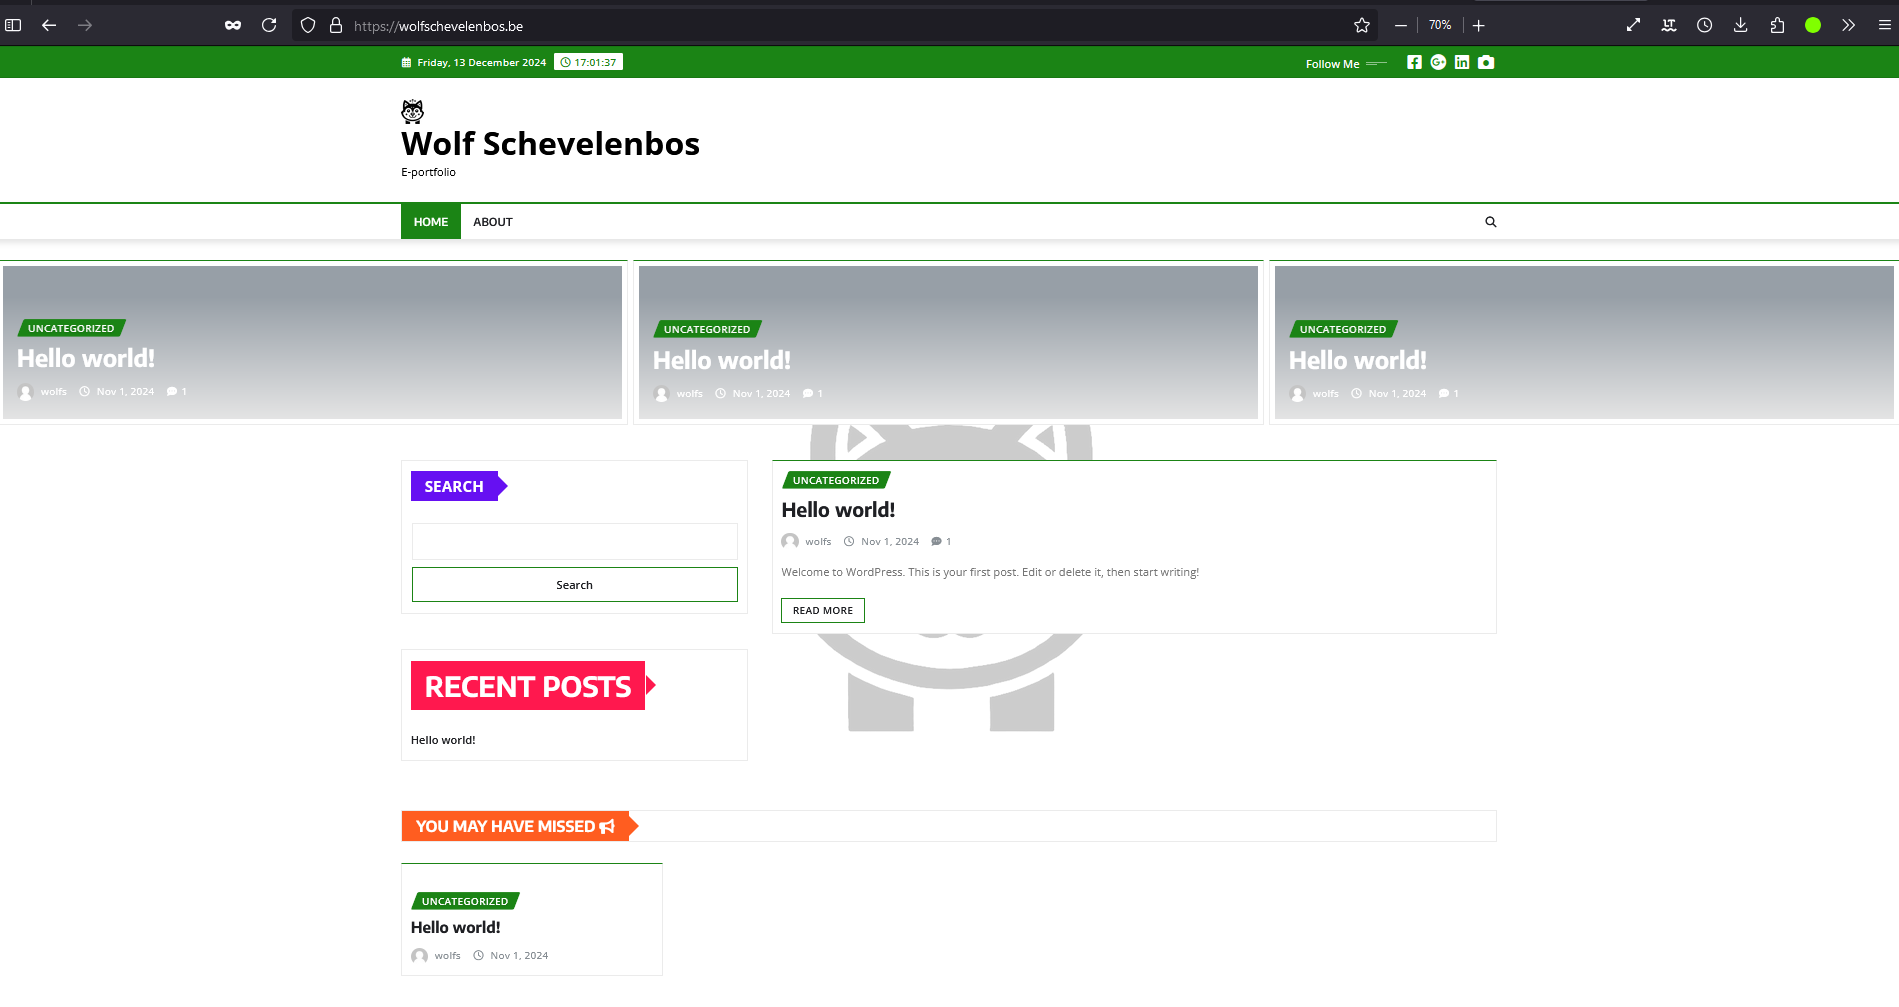 https://wolfschevelenbos.be
70%
Friday, 13 December 2024 17:01:37
Follow Me
Wolf Schevelenbos
E-portfolio
HOME ABOUT
UNCATEGORIZED
Hello world!
wolfs Nov 1, 2024 1
UNCATEGORIZED
Hello world!
wolfs Nov 1, 2024 1
UNCATEGORIZED
Hello world!
wolfs Nov 1, 2024 1
SEARCH
Search
RECENT POSTS
Hello world!
UNCATEGORIZED
Hello world!
wolfs Nov 1, 2024 1
Welcome to WordPress. This is your first post. Edit or delete it, then start writing!
READ MORE
YOU MAY HAVE MISSED
UNCATEGORIZED
Hello world!
wolfs Nov 1, 2024